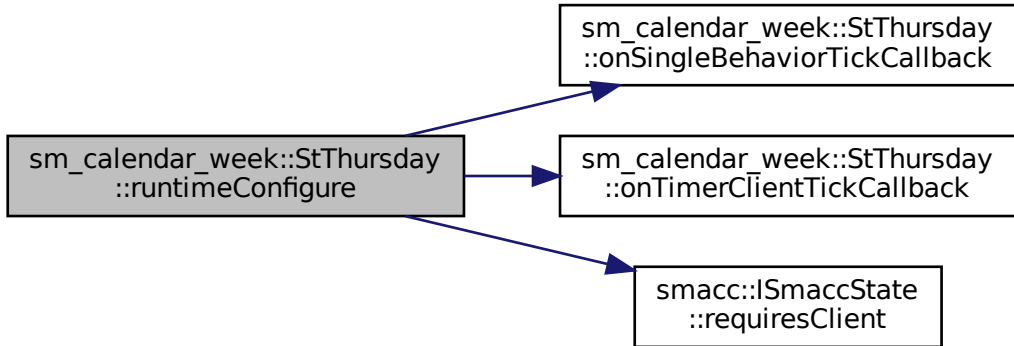 sm_calendar_week::StThursday
::onSingleBehaviorTickCallback
sm_calendar_week::StThursday
::runtimeConfigure
sm_calendar_week::StThursday
::onTimerClientTickCallback
smacc::ISmaccState
::requiresClient